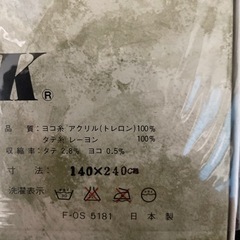 K®
品 質: ヨコ糸 アクリル(トレロン)100%
タテ糸 レーヨン 100%
収縮率: タテ 2.8% ヨコ 0.5%
寸 法: 140×240cm
洗濯表示:
F-OS 5181 日本製